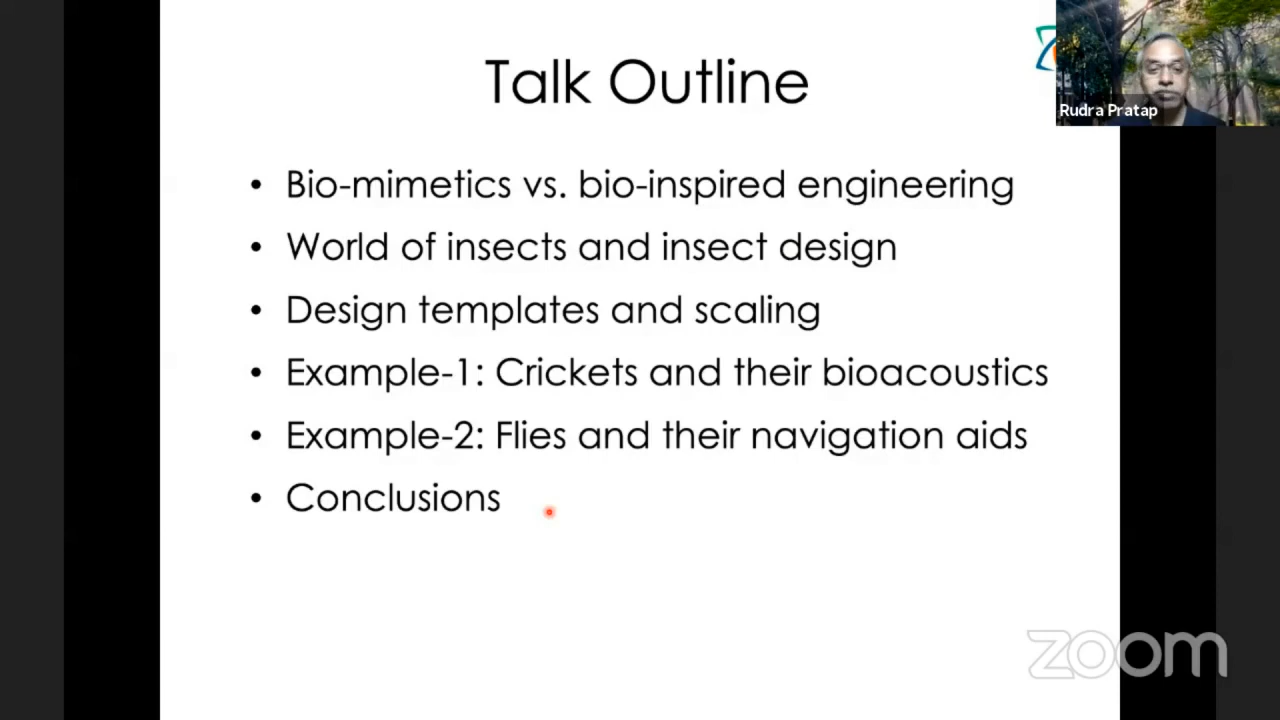 Talk Outline
Rudra Pratap
• Bio-mimetics vs. bio-inspired engineering
• World of insects and insect design
• Design templates and scaling
• Example-1: Crickets and their bioacoustics
• Example-2: Flies and their navigation aids
• Conclusions
zoom